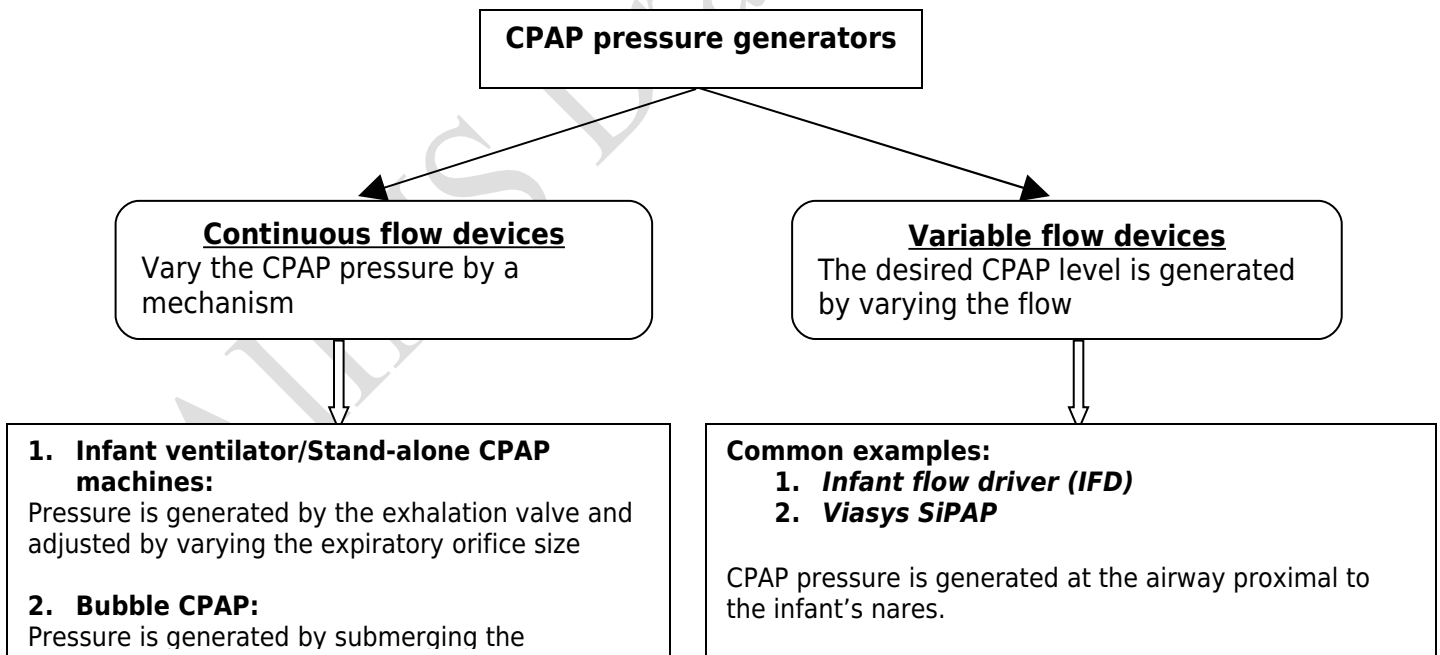 CPAP pressure generators
Continuous flow devices
Vary the CPAP pressure by a
mechanism
Variable flow devices
The desired CPAP level is generated
by varying the flow
1. Infant ventilator/Stand-alone CPAP
machines:
Pressure is generated by the exhalation valve and
adjusted by varying the expiratory orifice size
2. Bubble CPAP:
Pressure is generated by submerging the
Common examples:
1. Infant flow driver (IFD)
2. Viasys SiPAP
CPAP pressure is generated at the airway proximal to
the infant’s nares.